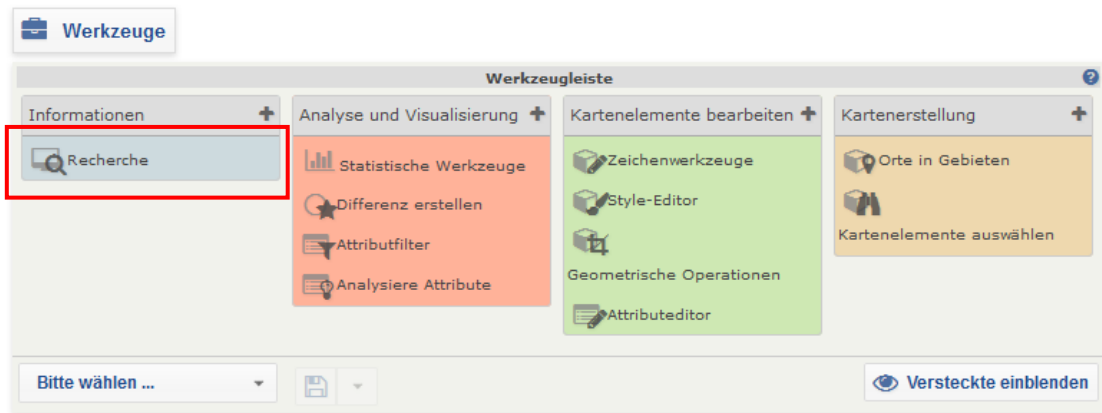 Werkzeuge
Werkzeugleiste
Informationen
Recherche
Analyse und Visualisierung
Statistische Werkzeuge
Differenz erstellen
Attributfilter
Analysiere Attribute
Kartenelemente bearbeiten
Zeichenwerkzeuge
Style-Editor
Geometrische Operationen
Attributeditor
Kartenerstellung
Orte in Gebieten
Kartenelemente auswählen
Bitte wählen ...
Versteckte einblenden